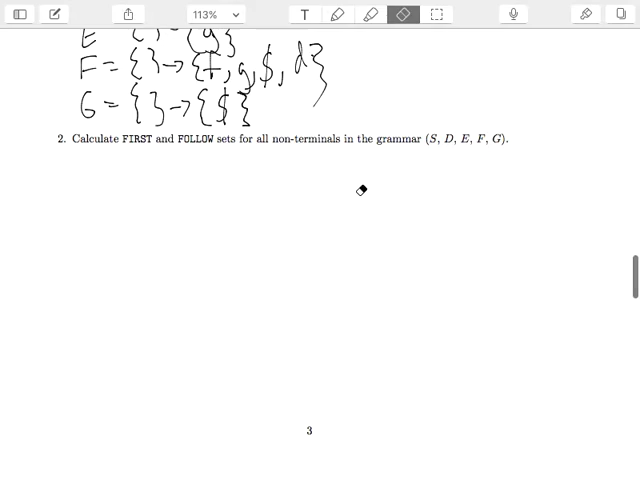 113% T
E = { } → {g}
F = { } → {f, g, $, d}
G = { } → {$}
2. Calculate FIRST and FOLLOW sets for all non-terminals in the grammar (S, D, E, F, G).
3